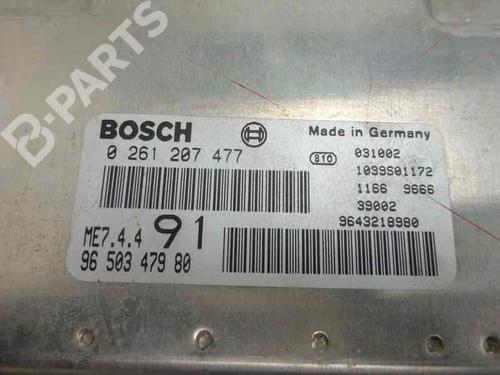 B-PARTS
BOSCH
Made in Germany
0 261 207 477
810
031002
1039S01172
1166 9666
39002
9643218980
ME7.4.4 91
96 503 479 80